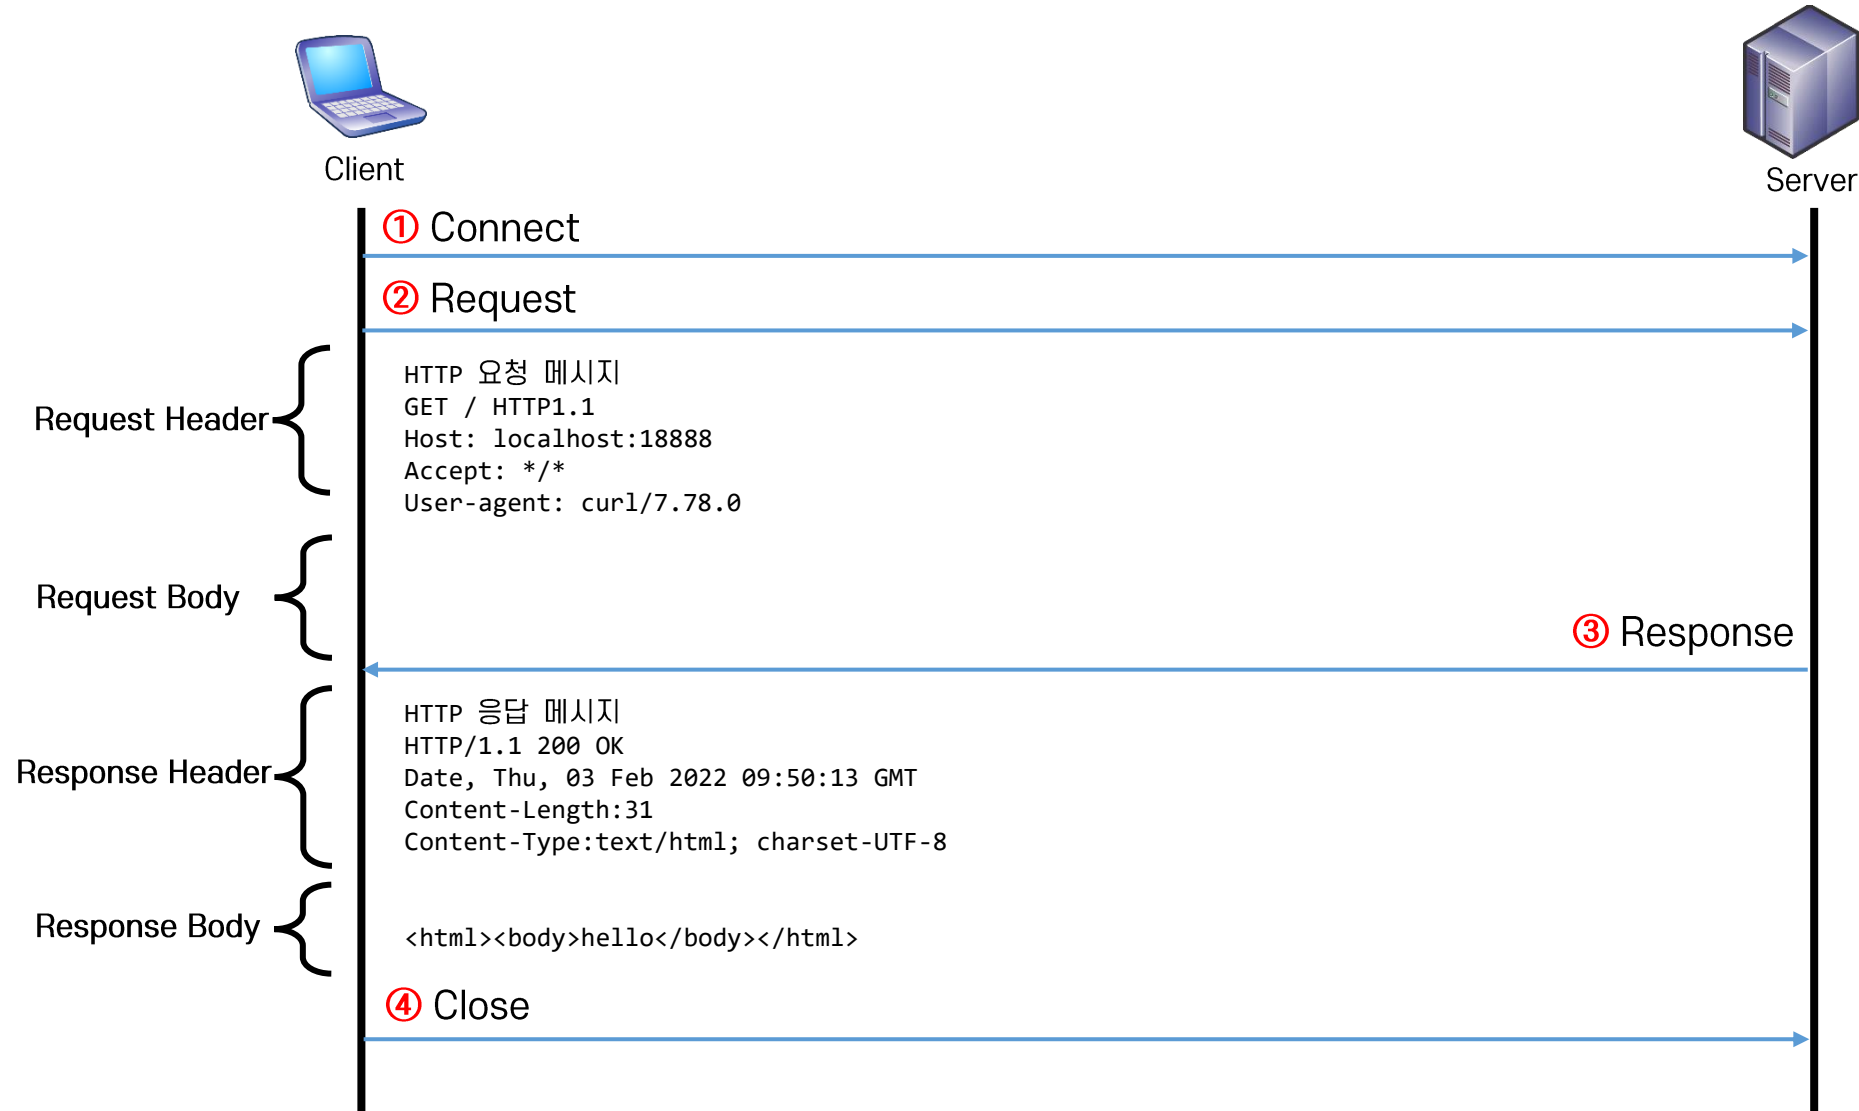 Client
Server
① Connect
② Request
Request Header
HTTP 요청 메시지
GET / HTTP1.1
Host: localhost:18888
Accept: */*
User-agent: curl/7.78.0
Request Body
③ Response
Response Header
HTTP 응답 메시지
HTTP/1.1 200 OK
Date, Thu, 03 Feb 2022 09:50:13 GMT
Content-Length:31
Content-Type:text/html; charset-UTF-8
Response Body
<html><body>hello</body></html>
④ Close